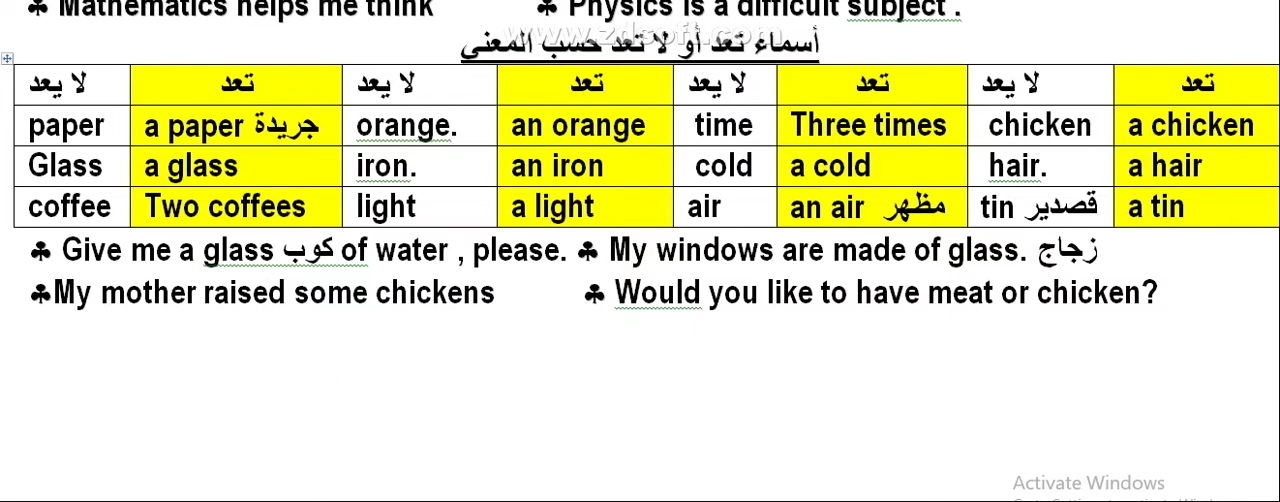 ♣ Mathematics helps me think ♣ Physics is a difficult subject .
www.zdsoft.com
أسماء تعد أو لا تعد حسب المعنى
لا يعد تعد لا يعد تعد لا يعد تعد لا يعد تعد
paper a paper جريدة orange. an orange time Three times chicken a chicken
Glass a glass iron. an iron cold a cold hair. a hair
coffee Two coffees light a light air an air مظهر tin قصدير a tin
♣ Give me a glass كوب of water , please. ♣ My windows are made of glass. زجاج
♣My mother raised some chickens ♣ Would you like to have meat or chicken?
Activate Windows